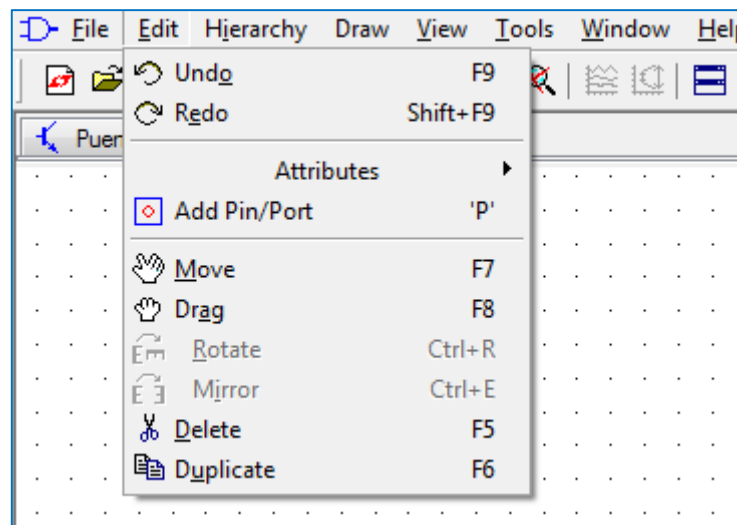 File Edit Hierarchy Draw View Tools Window Help
Undo F9
Redo Shift+F9
Puen
Attributes
Add Pin/Port 'P'
Move F7
Drag F8
Rotate Ctrl+R
Mirror Ctrl+E
Delete F5
Duplicate F6